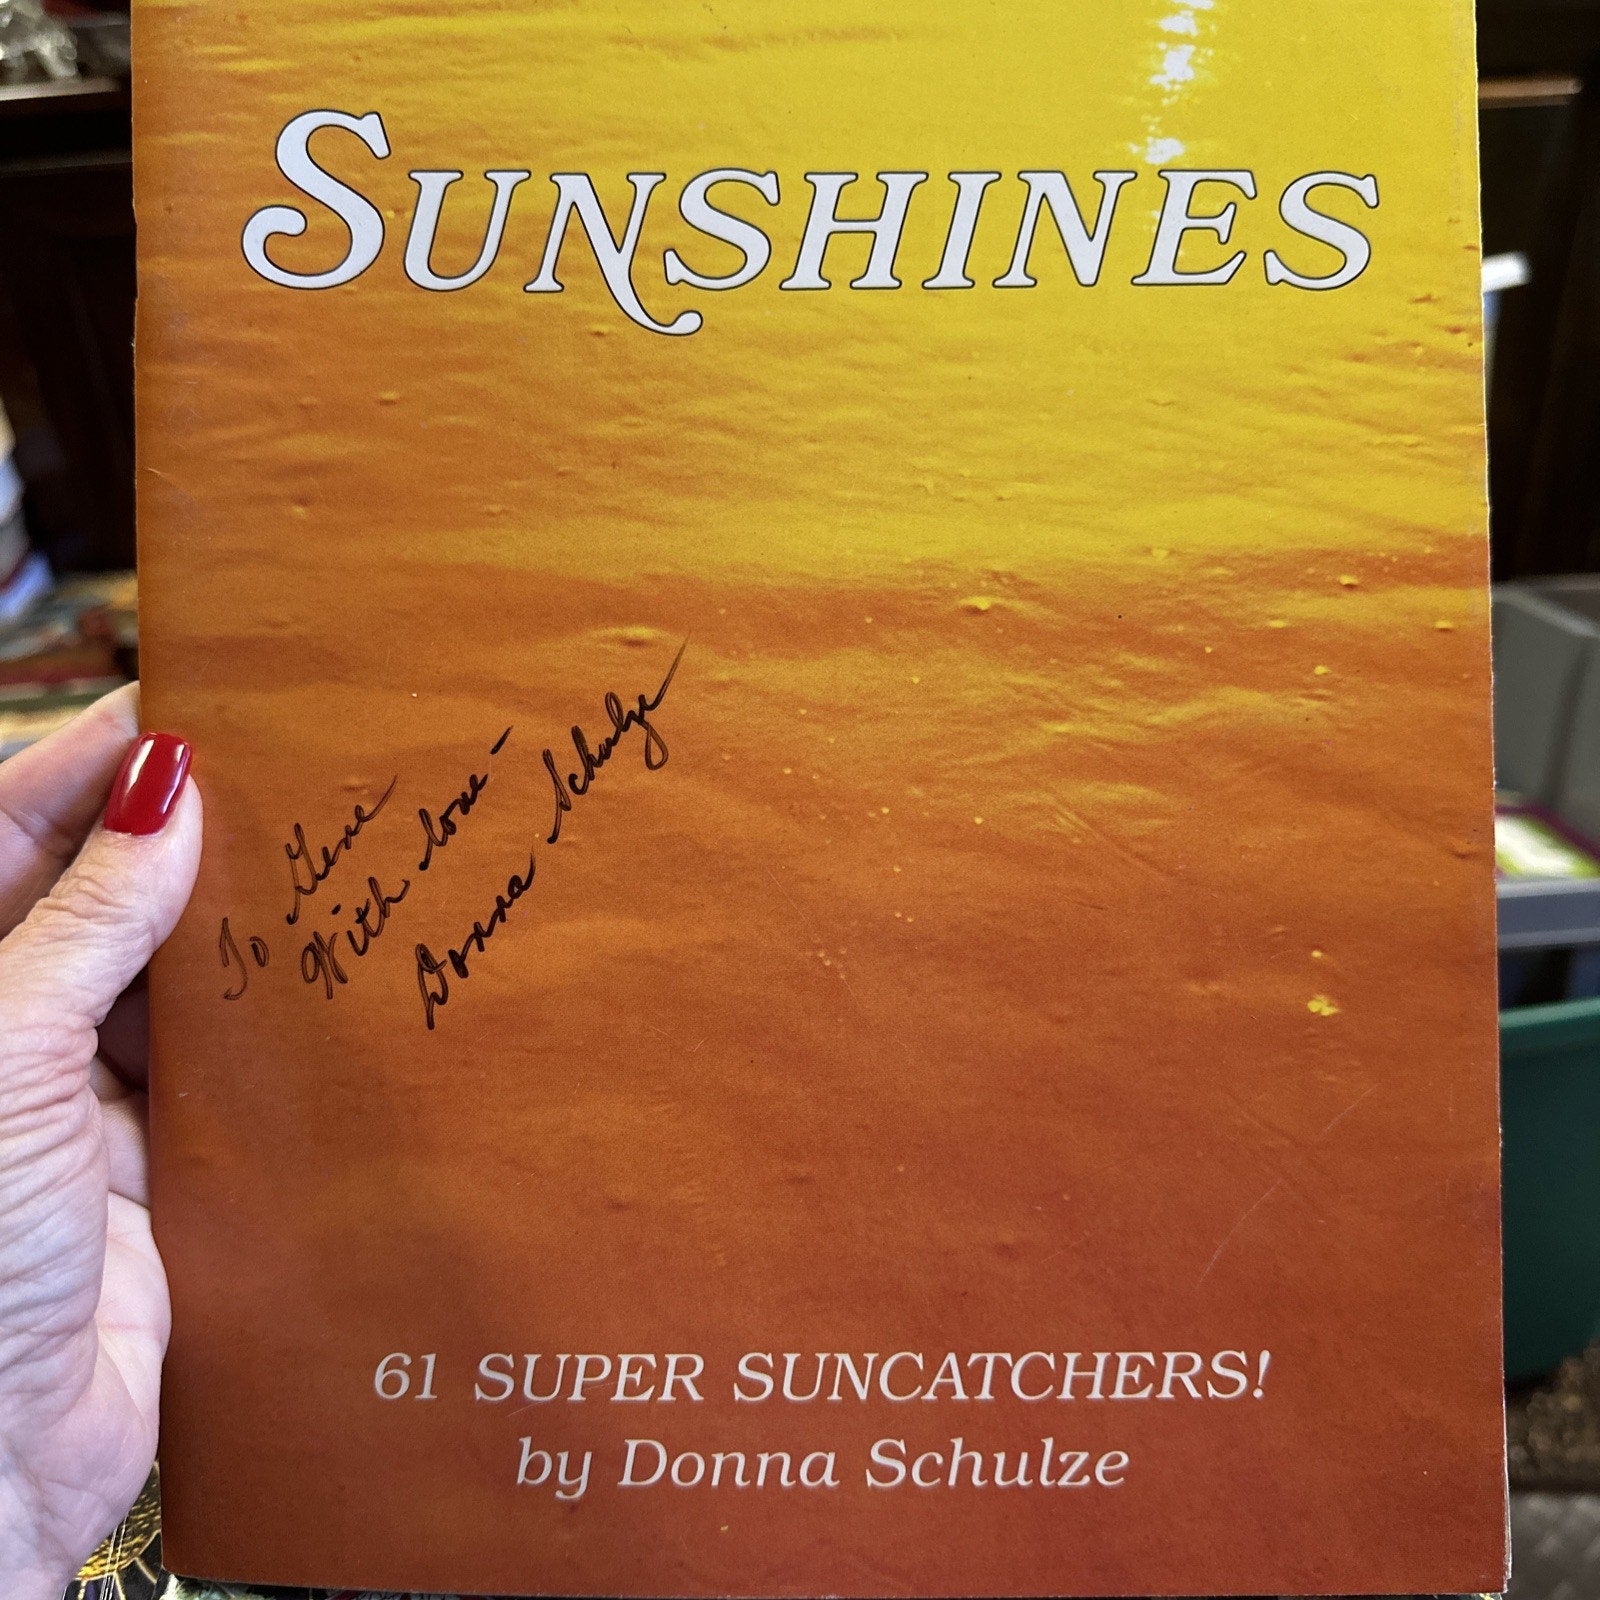 SUNSHINES
To Gene
With love -
Donna Schulze
61 SUPER SUNCATCHERS!
by Donna Schulze